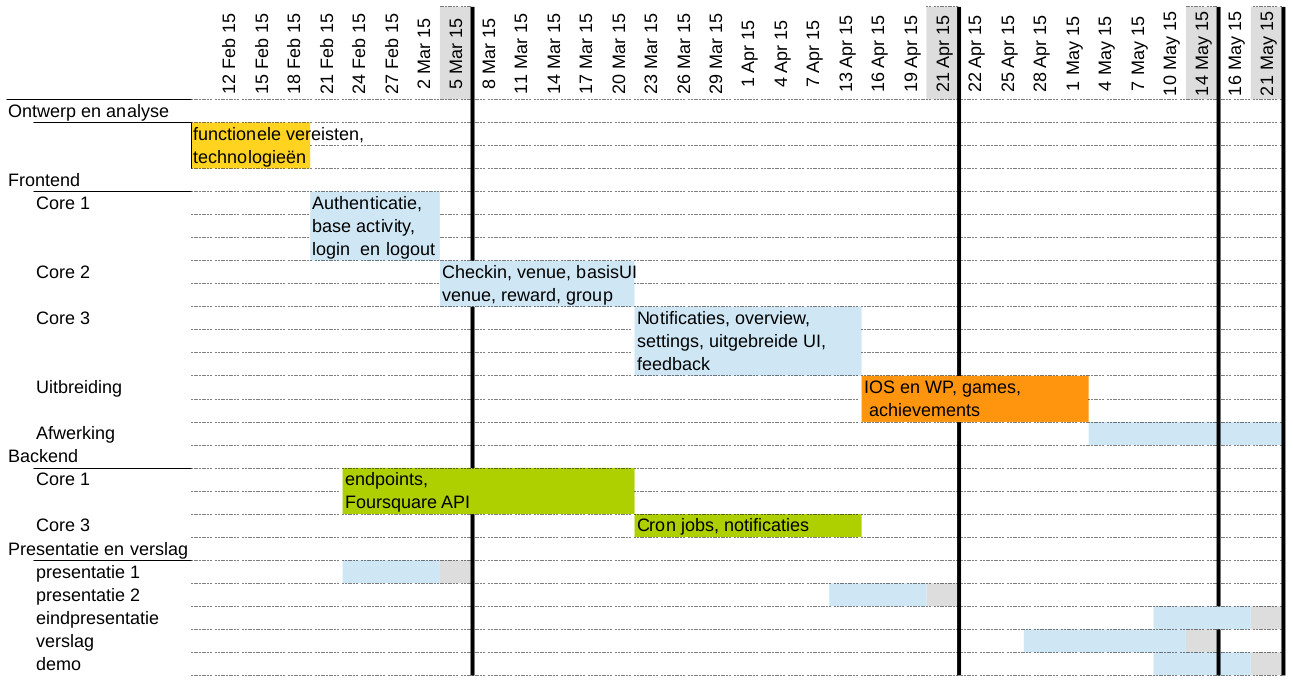 12 Feb 15
15 Feb 15
18 Feb 15
21 Feb 15
24 Feb 15
27 Feb 15
2 Mar 15
5 Mar 15
8 Mar 15
11 Mar 15
14 Mar 15
17 Mar 15
20 Mar 15
23 Mar 15
26 Mar 15
29 Mar 15
1 Apr 15
4 Apr 15
7 Apr 15
13 Apr 15
16 Apr 15
19 Apr 15
21 Apr 15
22 Apr 15
25 Apr 15
28 Apr 15
1 May 15
4 May 15
7 May 15
10 May 15
14 May 15
16 May 15
21 May 15
Ontwerp en analyse
functionele vereisten,
technologieën
Frontend
Core 1
Authenticatie,
base activity,
login en logout
Core 2
Checkin, venue, basisUI
venue, reward, group
Core 3
Notificaties, overview,
settings, uitgebreide UI,
feedback
Uitbreiding
IOS en WP, games,
achievements
Afwerking
Backend
Core 1
endpoints,
Foursquare API
Core 3
Cron jobs, notificaties
Presentatie en verslag
presentatie 1
presentatie 2
eindpresentatie
verslag
demo